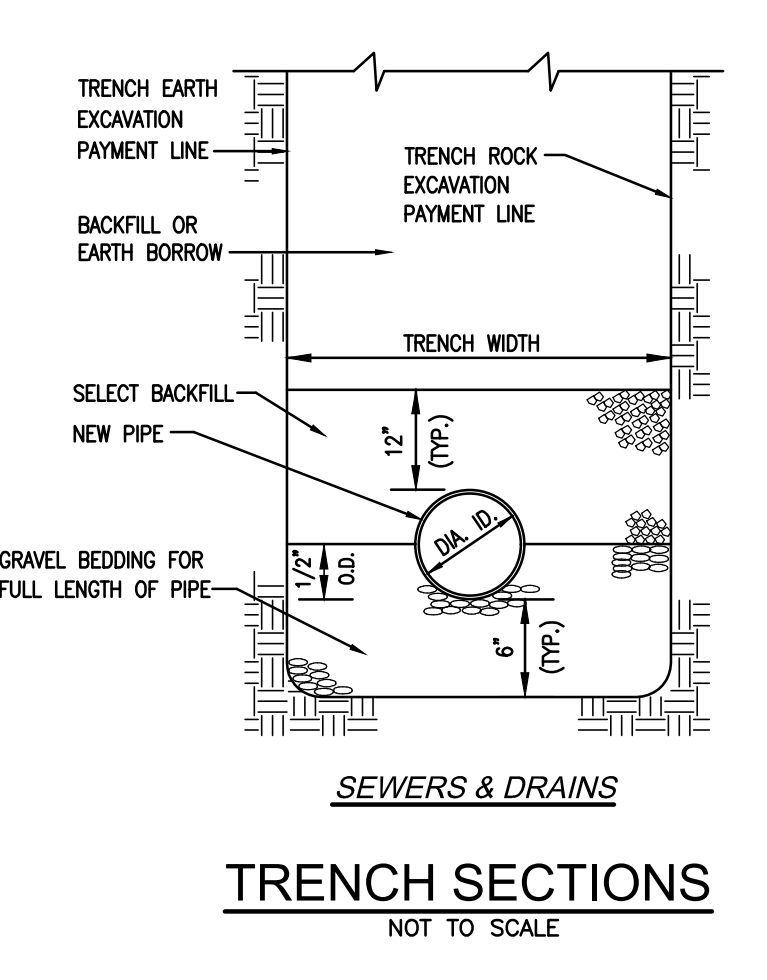 TRENCH EARTH
EXCAVATION
PAYMENT LINE
TRENCH ROCK
EXCAVATION
PAYMENT LINE
BACKFILL OR
EARTH BORROW
TRENCH WIDTH
SELECT BACKFILL
NEW PIPE
12"
(TYP.)
DIA. ID.
GRAVEL BEDDING FOR
FULL LENGTH OF PIPE
1/2"
O.D.
6"
(TYP.)
SEWERS & DRAINS
TRENCH SECTIONS
NOT TO SCALE